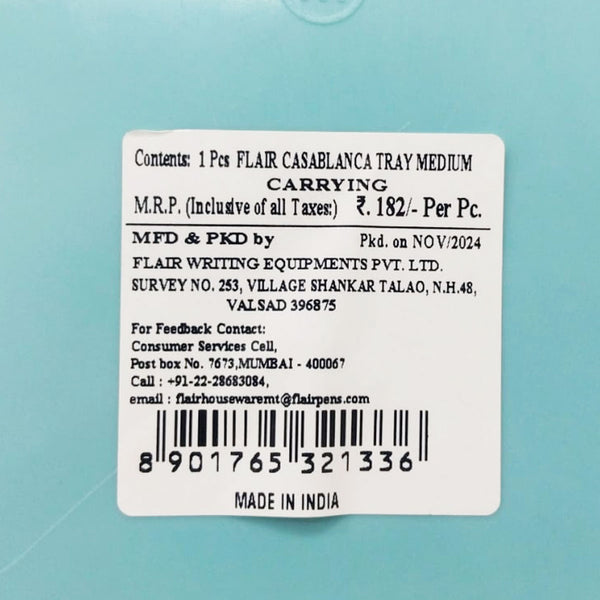 Contents: 1 Pcs FLAIR CASABLANCA TRAY MEDIUM
CARRYING
M.R.P. (Inclusive of all Taxes:) ₹. 182/- Per Pc.
MFD & PKD by Pkd. on NOV/2024
FLAIR WRITING EQUIPMENTS PVT. LTD.
SURVEY NO. 253, VILLAGE SHANKAR TALAO, N.H.48,
VALSAD 396875
For Feedback Contact:
Consumer Services Cell,
Post box No. 7673,MUMBAI - 400067
Call : +91-22-28683084,
email : flairhousewaremt@flairpens.com
8 901765 321336
MADE IN INDIA